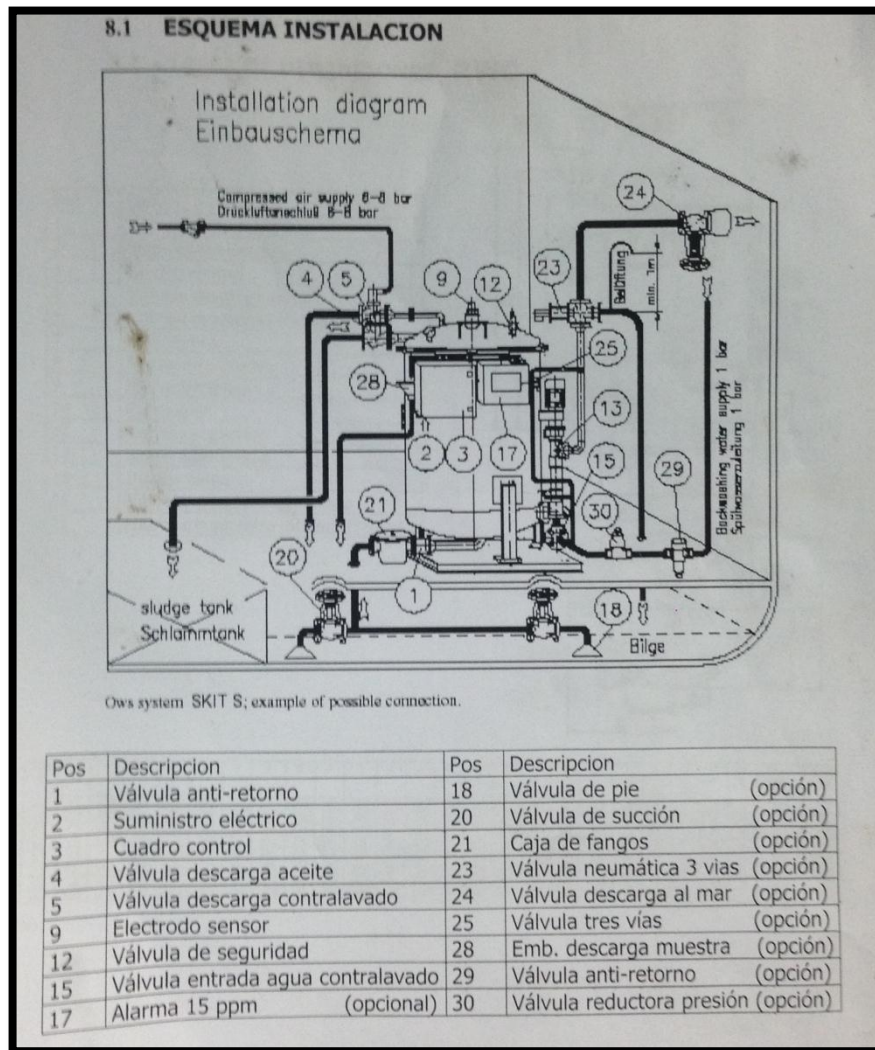 8.1 ESQUEMA INSTALACION
Installation diagram
Einbauschema
Compressed air supply 6-8 bar
Druckluftanschluß 6-8 bar
24
4
5
9
12
23
Belüftung
min. 1m
25
28
13
2
3
17
15
29
Backwashing water supply 1 bar
Spülwasserzuleitung 1 bar
21
30
20
1
18
sludge tank
Schlammtank
Bilge
Ows system SKIT S; example of possible connection.
Pos Descripcion Pos Descripcion
1 Válvula anti-retorno 18 Válvula de pie (opción)
2 Suministro eléctrico 20 Válvula de succión (opción)
3 Cuadro control 21 Caja de fangos (opción)
4 Válvula descarga aceite 23 Válvula neumática 3 vias (opción)
5 Válvula descarga contralavado 24 Válvula descarga al mar (opción)
9 Electrodo sensor 25 Válvula tres vías (opción)
12 Válvula de seguridad 28 Emb. descarga muestra (opción)
15 Válvula entrada agua contralavado 29 Válvula anti-retorno (opción)
17 Alarma 15 ppm (opcional) 30 Válvula reductora presión (opción)